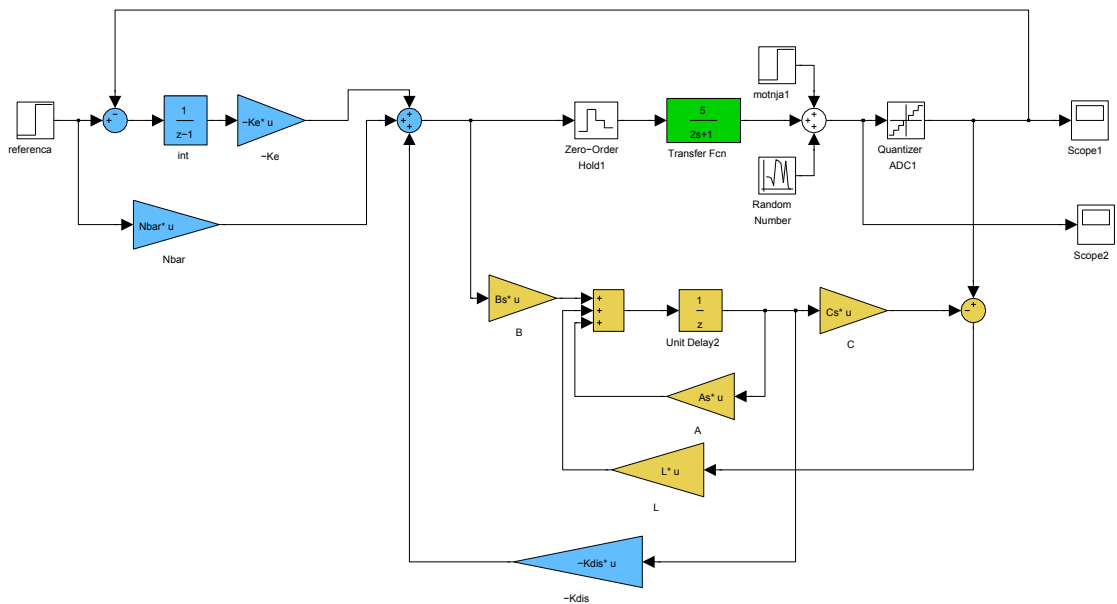 motnja1
referenca
1
z−1
int
−Ke* u
−Ke
Zero−Order
Hold1
5
2s+1
Transfer Fcn
Quantizer
ADC1
Scope1
Random
Number
Nbar* u
Nbar
Scope2
Bs* u
B
1
z
Unit Delay2
Cs* u
C
As* u
A
L* u
L
−Kdis* u
−Kdis